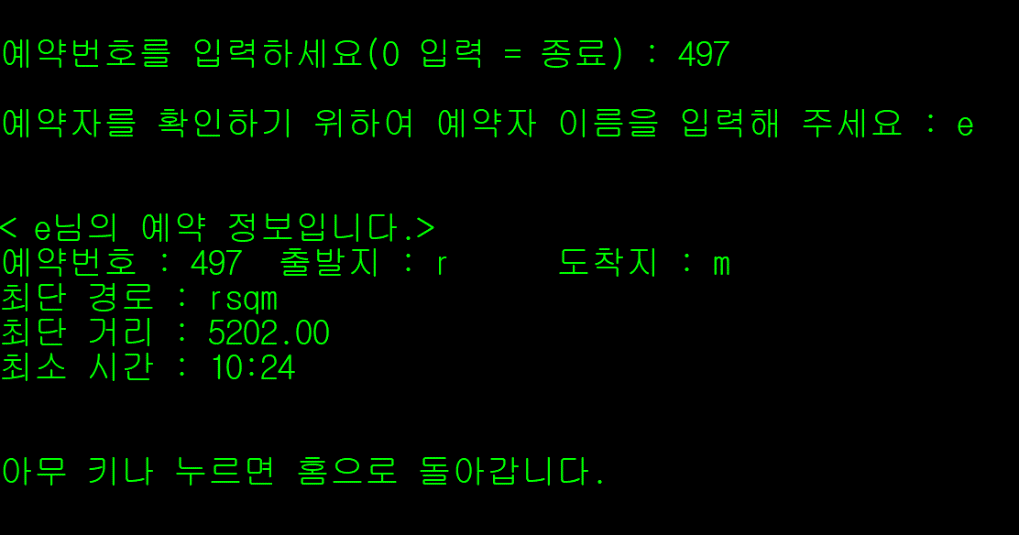 예약번호를 입력하세요(0 입력 = 종료) : 497
예약자를 확인하기 위하여 예약자 이름을 입력해 주세요 : e
< e님의 예약 정보입니다.>
예약번호 : 497 출발지 : r 도착지 : m
최단 경로 : rsqm
최단 거리 : 5202.00
최소 시간 : 10:24
아무 키나 누르면 홈으로 돌아갑니다.